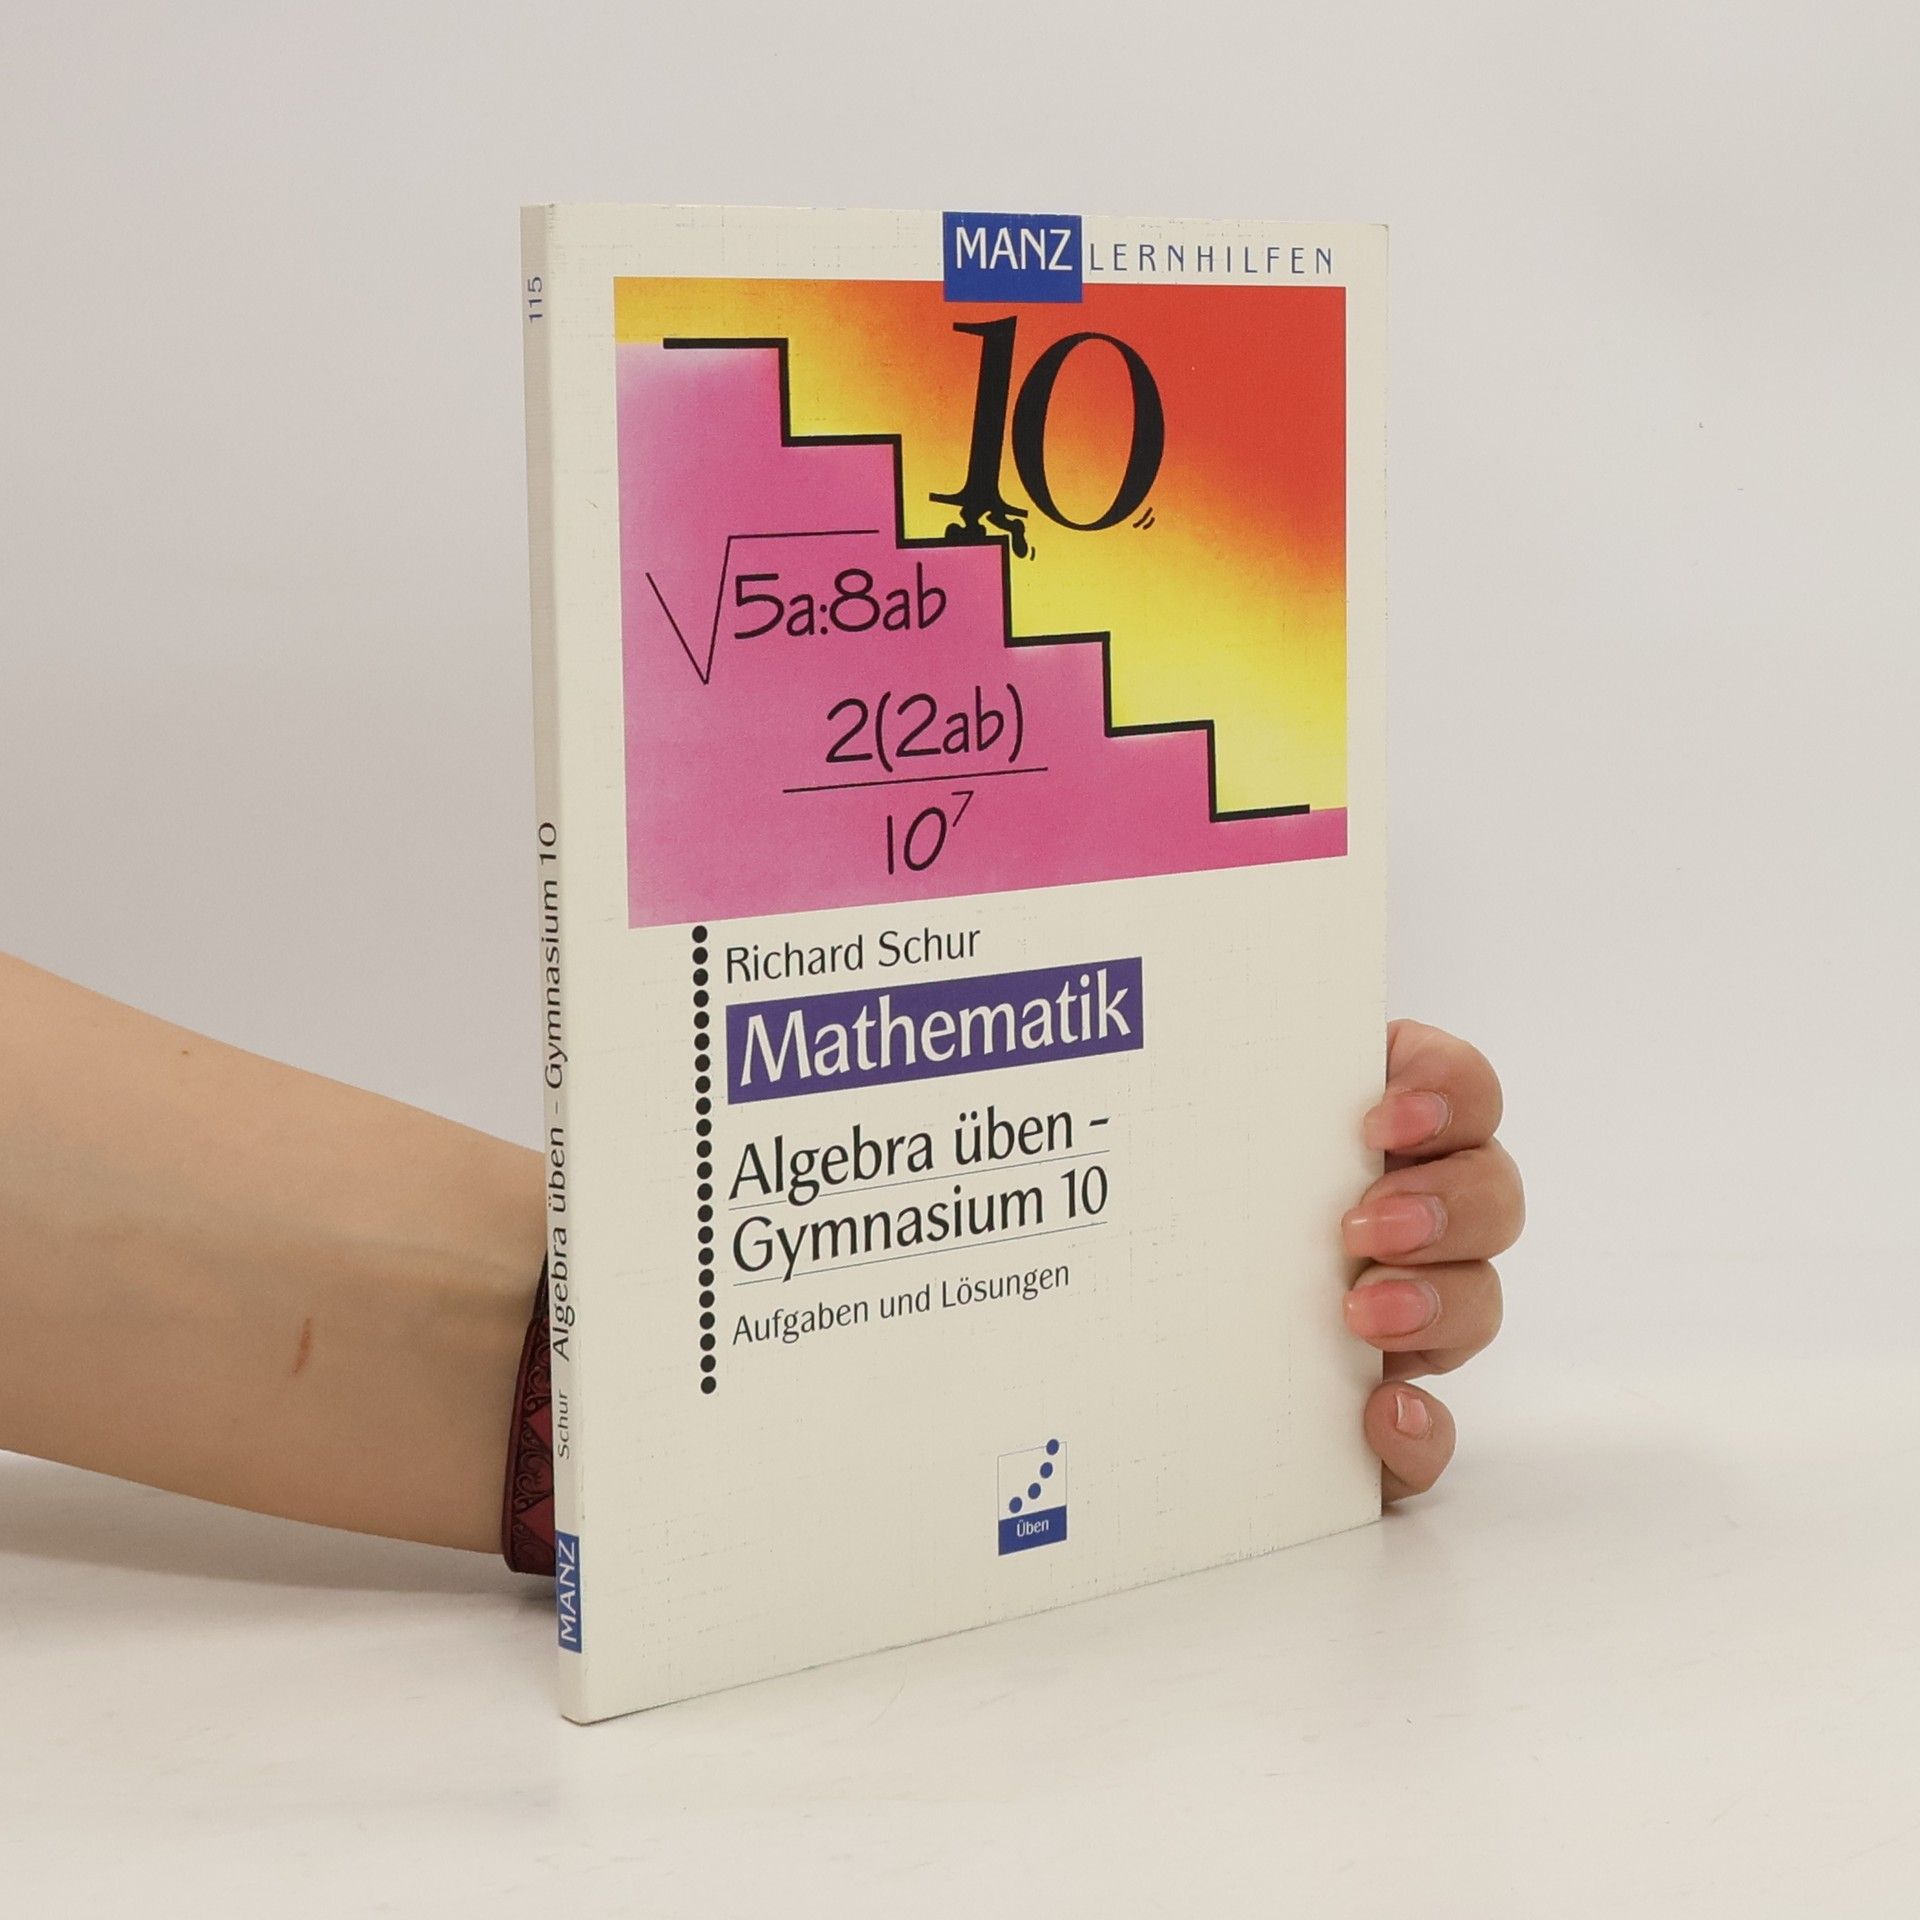 MANZ LERNHILFEN
10
√5a:8ab
2(2ab)
10⁷
Richard Schur
Mathematik
Algebra üben -
Gymnasium 10
Aufgaben und Lösungen
Üben
115
MANZ Schur Algebra üben - Gymnasium 10